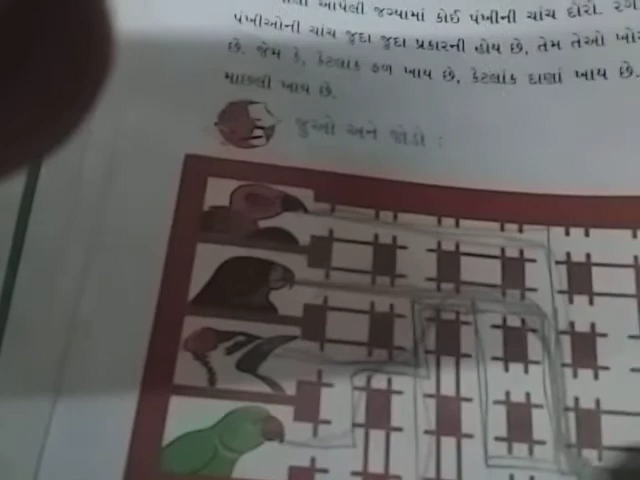 આપેલી જગ્યામાં કોઈ પંખીની ચાંચ દોરો.
પંખીઓની ચાંચ જુદા જુદા પ્રકારની હોય છે, તેમ તેઓ
છે. જેમ કે, કેટલાંક ફળ ખાય છે, કેટલાંક દાણાં ખાય છે.
માછલી ખાય છે.
જુઓ અને જોડો :